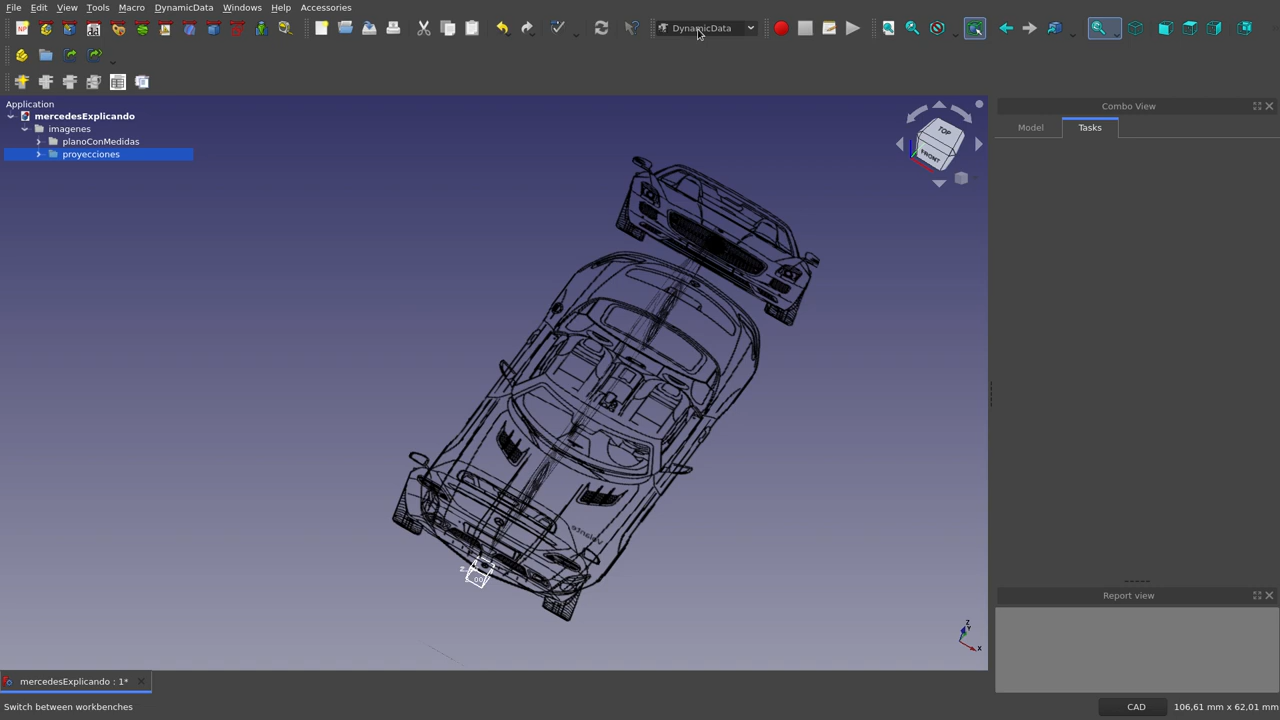 File Edit View Tools Macro DynamicData Windows Help Accessories
DynamicData
Application
mercedesExplicando
imagenes
planoConMedidas
proyecciones
TOP
FRONT
Combo View
Model Tasks
Report view
Z
Y
X
mercedesExplicando : 1*
Switch between workbenches
CAD 106,61 mm x 62,01 mm